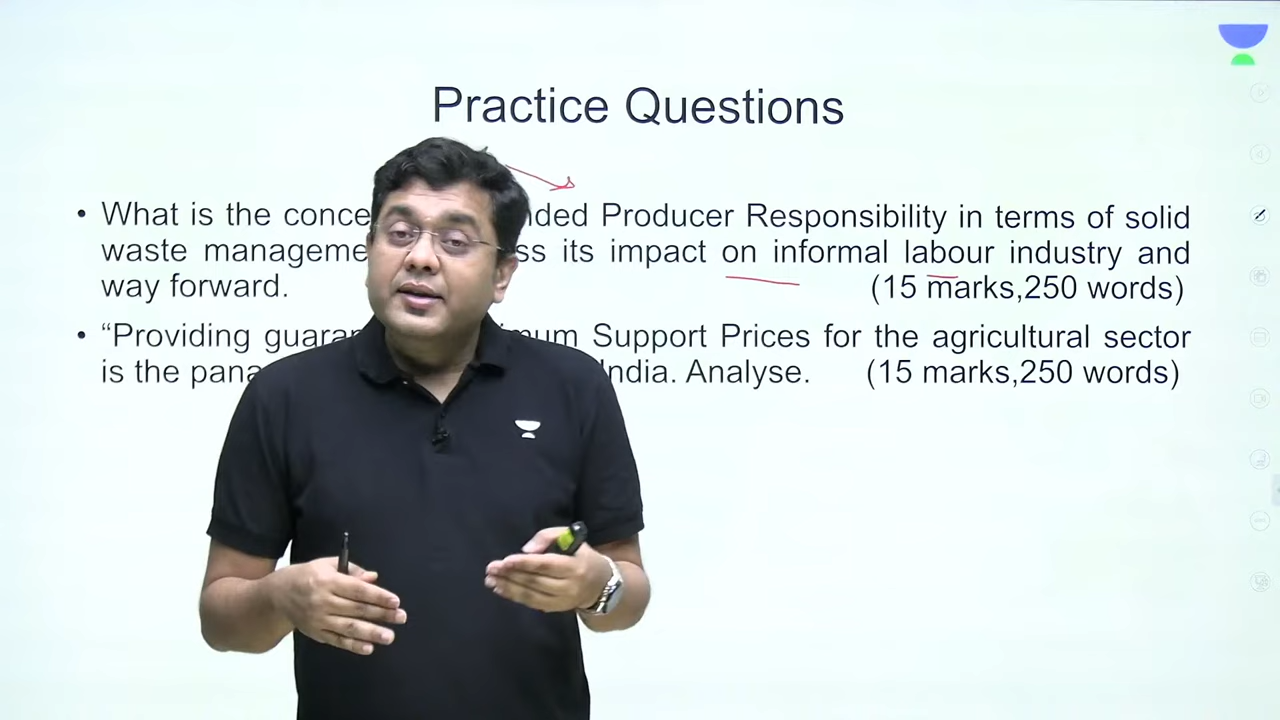 Practice Questions
• What is the conce nded Producer Responsibility in terms of solid
waste manageme ss its impact on informal labour industry and
way forward. (15 marks,250 words)
• “Providing guara mum Support Prices for the agricultural sector
is the pana India. Analyse. (15 marks,250 words)